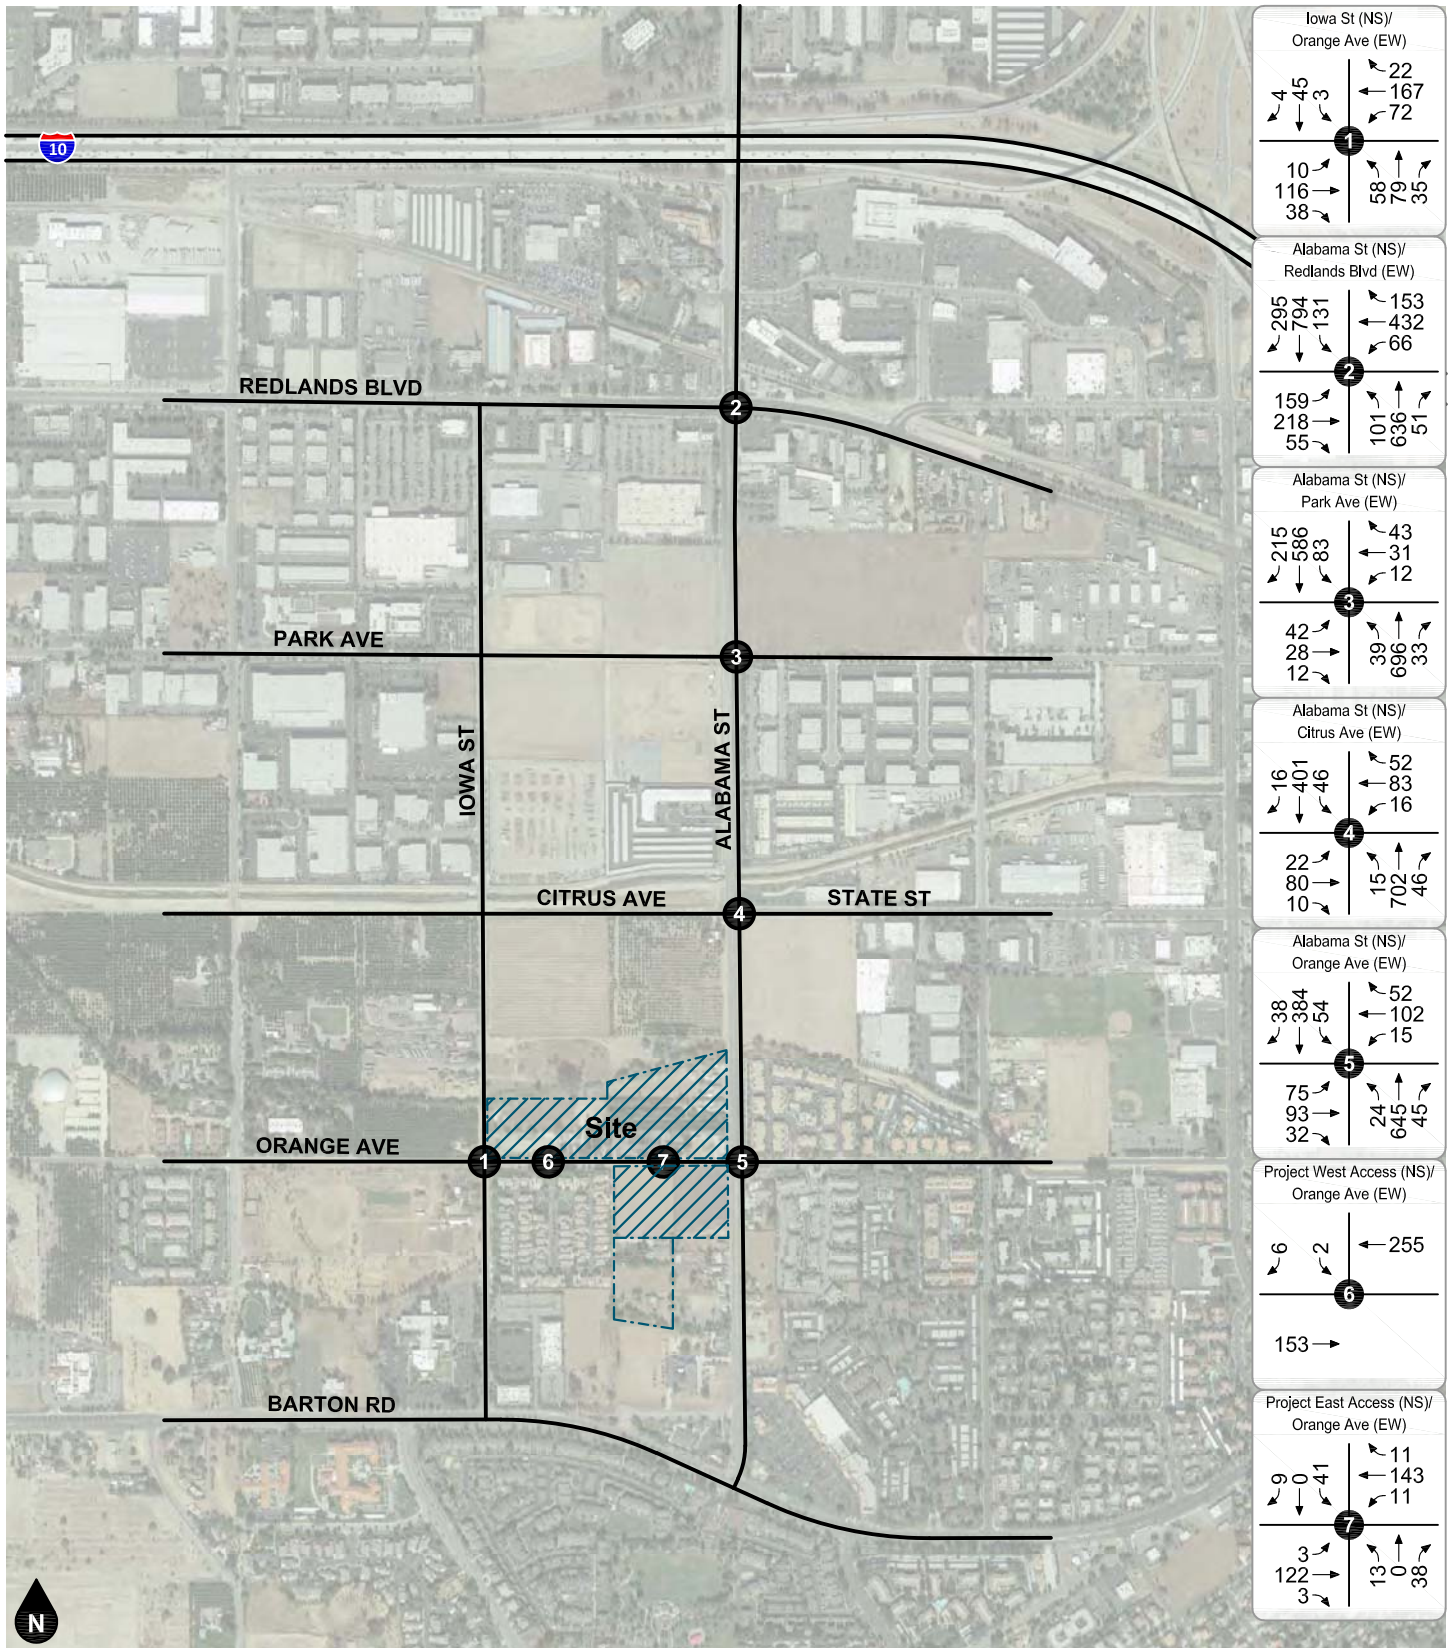 10
REDLANDS BLVD
2
PARK AVE
3
IOWA ST
ALABAMA ST
CITRUS AVE
4
STATE ST
Site
ORANGE AVE
1
6
7
5
BARTON RD
N
Iowa St (NS)/
Orange Ave (EW)
4 45 3
22
167
72
1
10
116
38
58 79 35
Alabama St (NS)/
Redlands Blvd (EW)
295 794 131
153
432
66
2
159
218
55
101 636 51
Alabama St (NS)/
Park Ave (EW)
215 586 83
43
31
12
3
42
28
12
39 696 33
Alabama St (NS)/
Citrus Ave (EW)
16 401 46
52
83
16
4
22
80
10
15 702 46
Alabama St (NS)/
Orange Ave (EW)
38 384 54
52
102
15
5
75
93
32
24 645 45
Project West Access (NS)/
Orange Ave (EW)
6 2
255
6
153
Project East Access (NS)/
Orange Ave (EW)
9 0 41
11
143
11
7
3
122
3
13 0 38